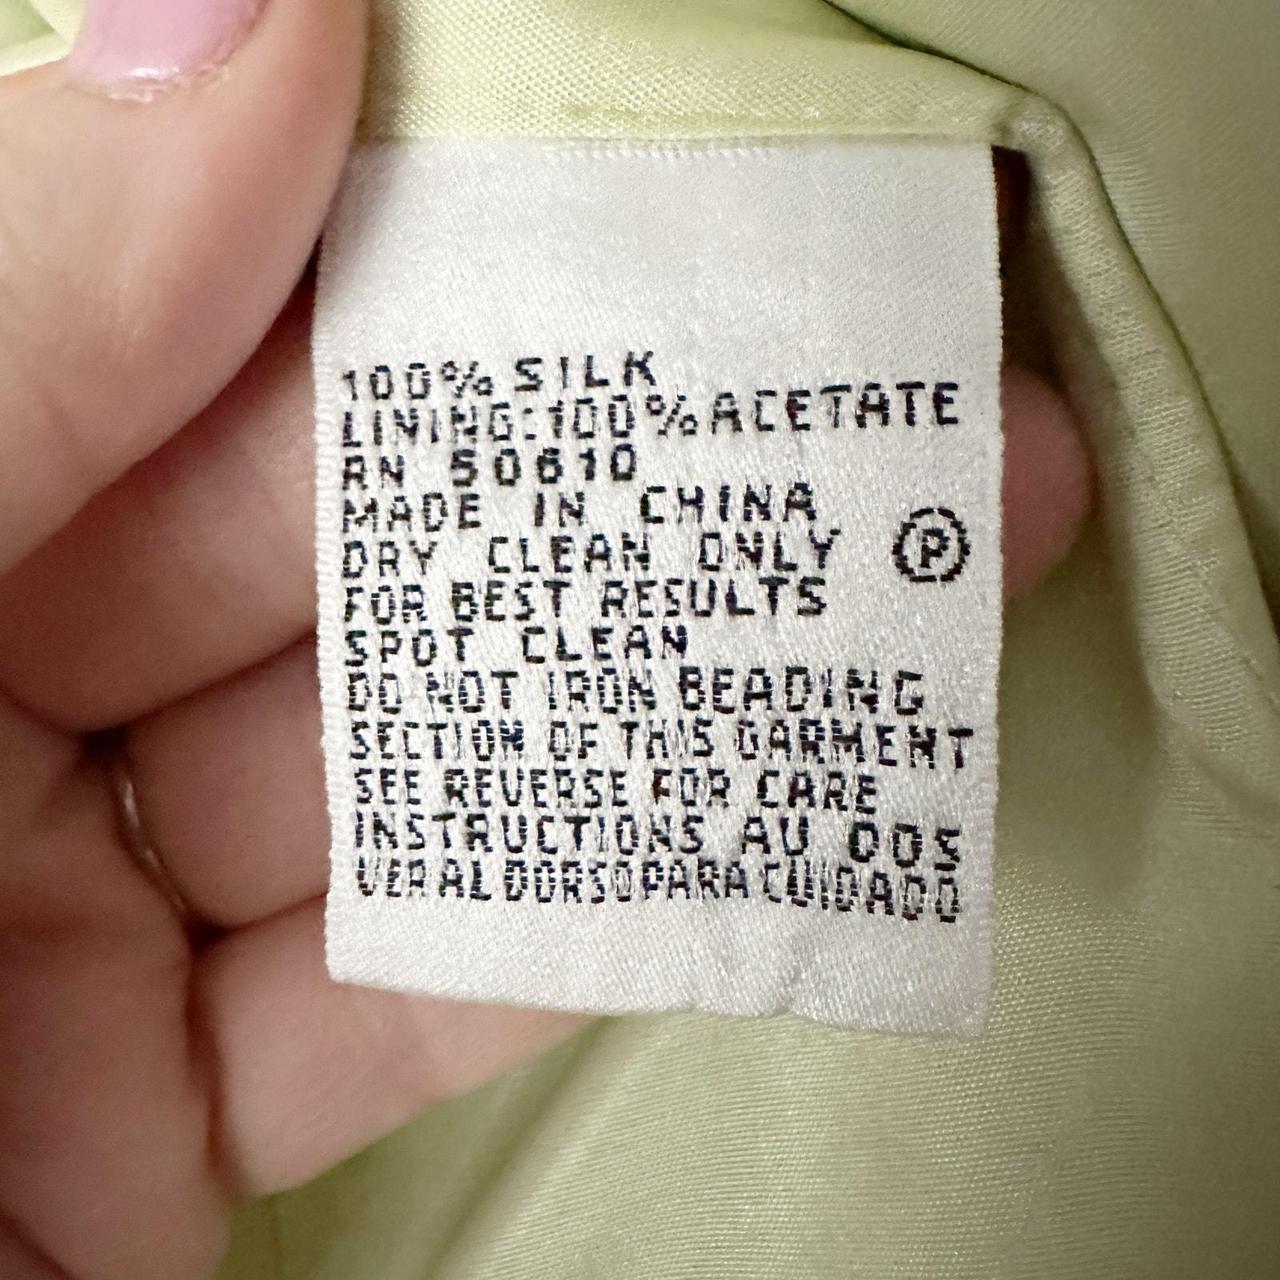 100% SILK
LINING:100% ACETATE
RN 50610
MADE IN CHINA
DRY CLEAN ONLY P
FOR BEST RESULTS
SPOT CLEAN
DO NOT IRON BEADING
SECTION OF THIS GARMENT
SEE REVERSE FOR CARE
INSTRUCTIONS AU DOS
VER AL DORSO PARA CUIDADO